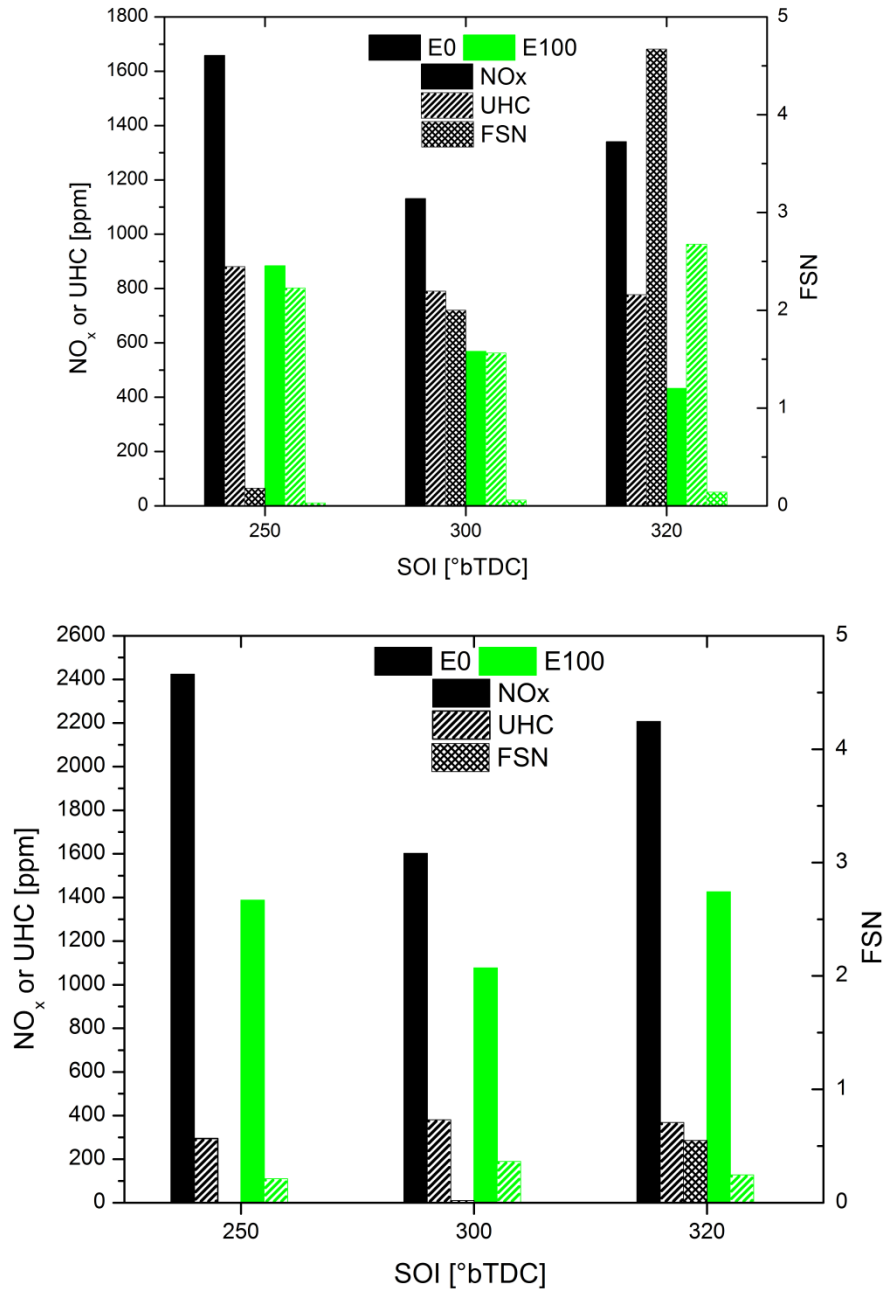 1800
1600
1400
1200
1000
800
600
400
200
0
NOx or UHC [ppm]
E0 E100
NOx
UHC
FSN
5
4
3
2
1
0
FSN
250 300 320
SOI [°bTDC]
2600
2400
2200
2000
1800
1600
1400
1200
1000
800
600
400
200
0
NOx or UHC [ppm]
E0 E100
NOx
UHC
FSN
5
4
3
2
1
0
FSN
250 300 320
SOI [°bTDC]